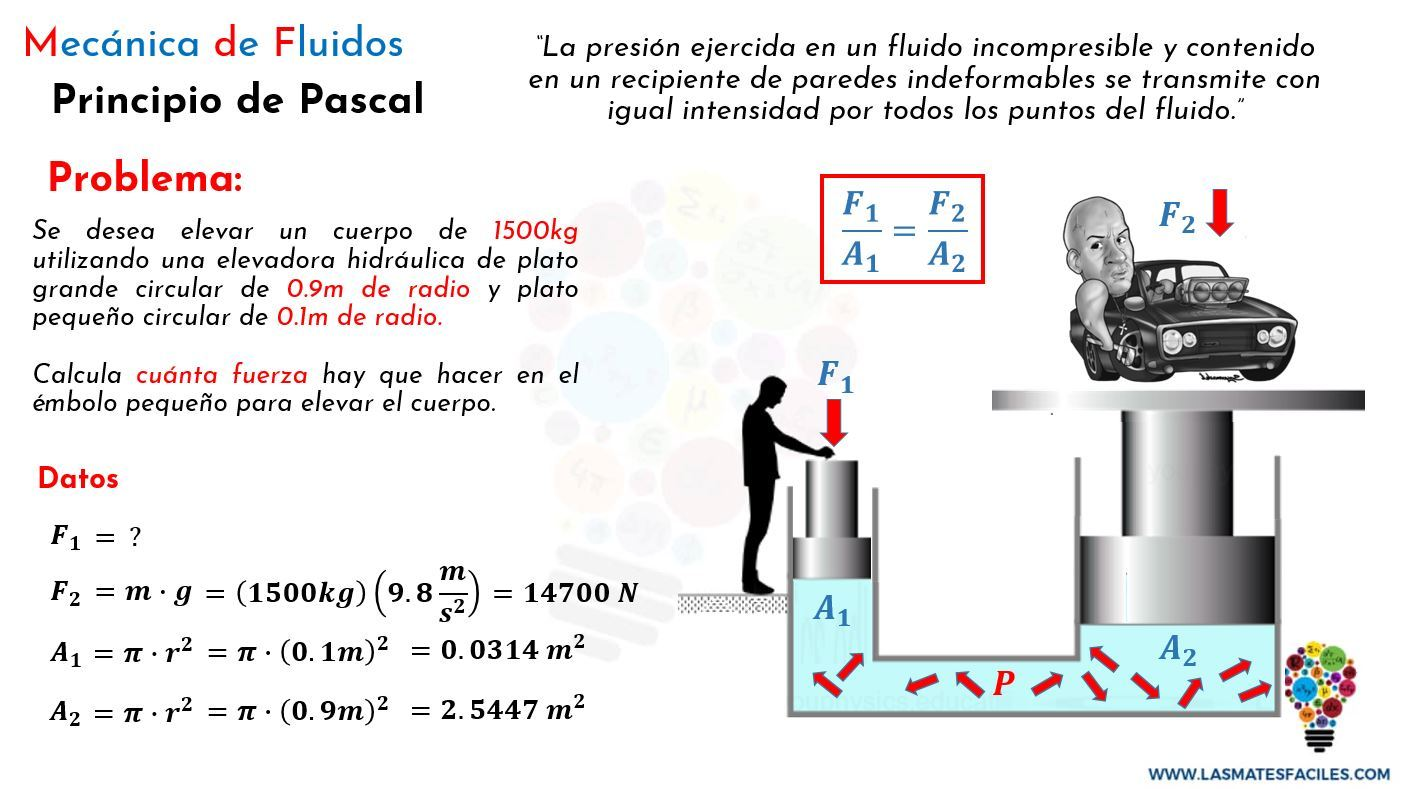 Mecánica de Fluidos
Principio de Pascal
“La presión ejercida en un fluido incompresible y contenido
en un recipiente de paredes indeformables se transmite con
igual intensidad por todos los puntos del fluido.”
Problema:
Se desea elevar un cuerpo de 1500kg
utilizando una elevadora hidráulica de plato
grande circular de 0.9m de radio y plato
pequeño circular de 0.1m de radio.
Calcula cuánta fuerza hay que hacer en el
émbolo pequeño para elevar el cuerpo.
Datos
F₁ = ?
F₂ = m · g = (1500kg) (9.8 m/s²) = 14700 N
A₁ = π · r² = π · (0.1m)² = 0.0314 m²
A₂ = π · r² = π · (0.9m)² = 2.5447 m²
F₁/A₁ = F₂/A₂
F₂
F₁
A₁
A₂
P
WWW.LASMATESFACILES.COM